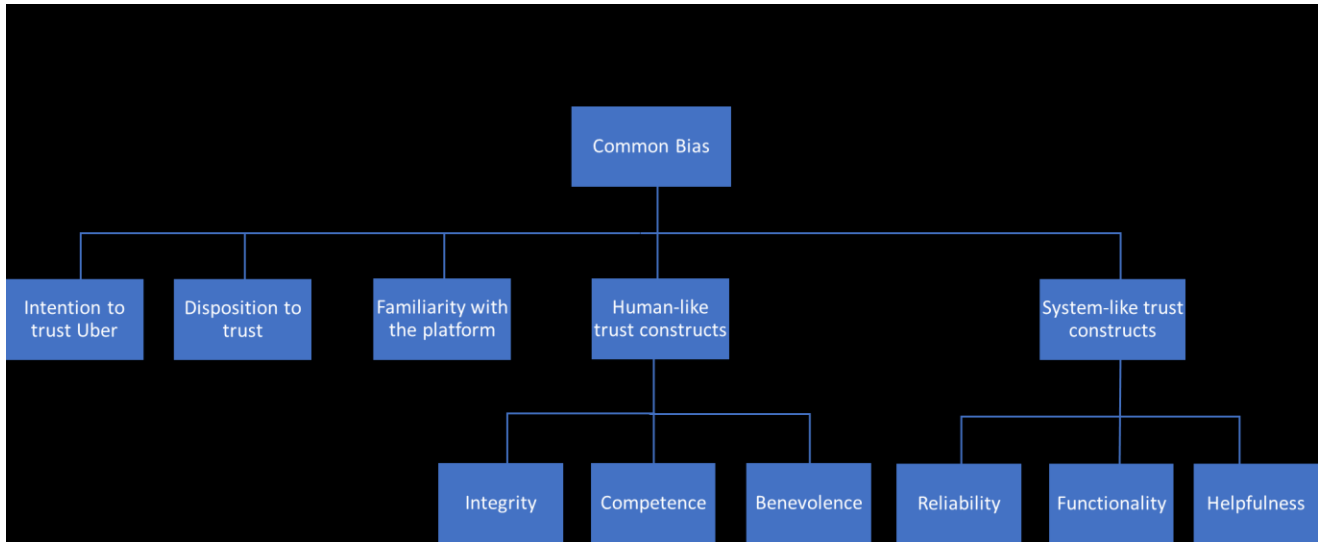 Common Bias
Intention to
trust Uber
Disposition to
trust
Familiarity with
the platform
Human-like
trust constructs
System-like trust
constructs
Integrity
Competence
Benevolence
Reliability
Functionality
Helpfulness